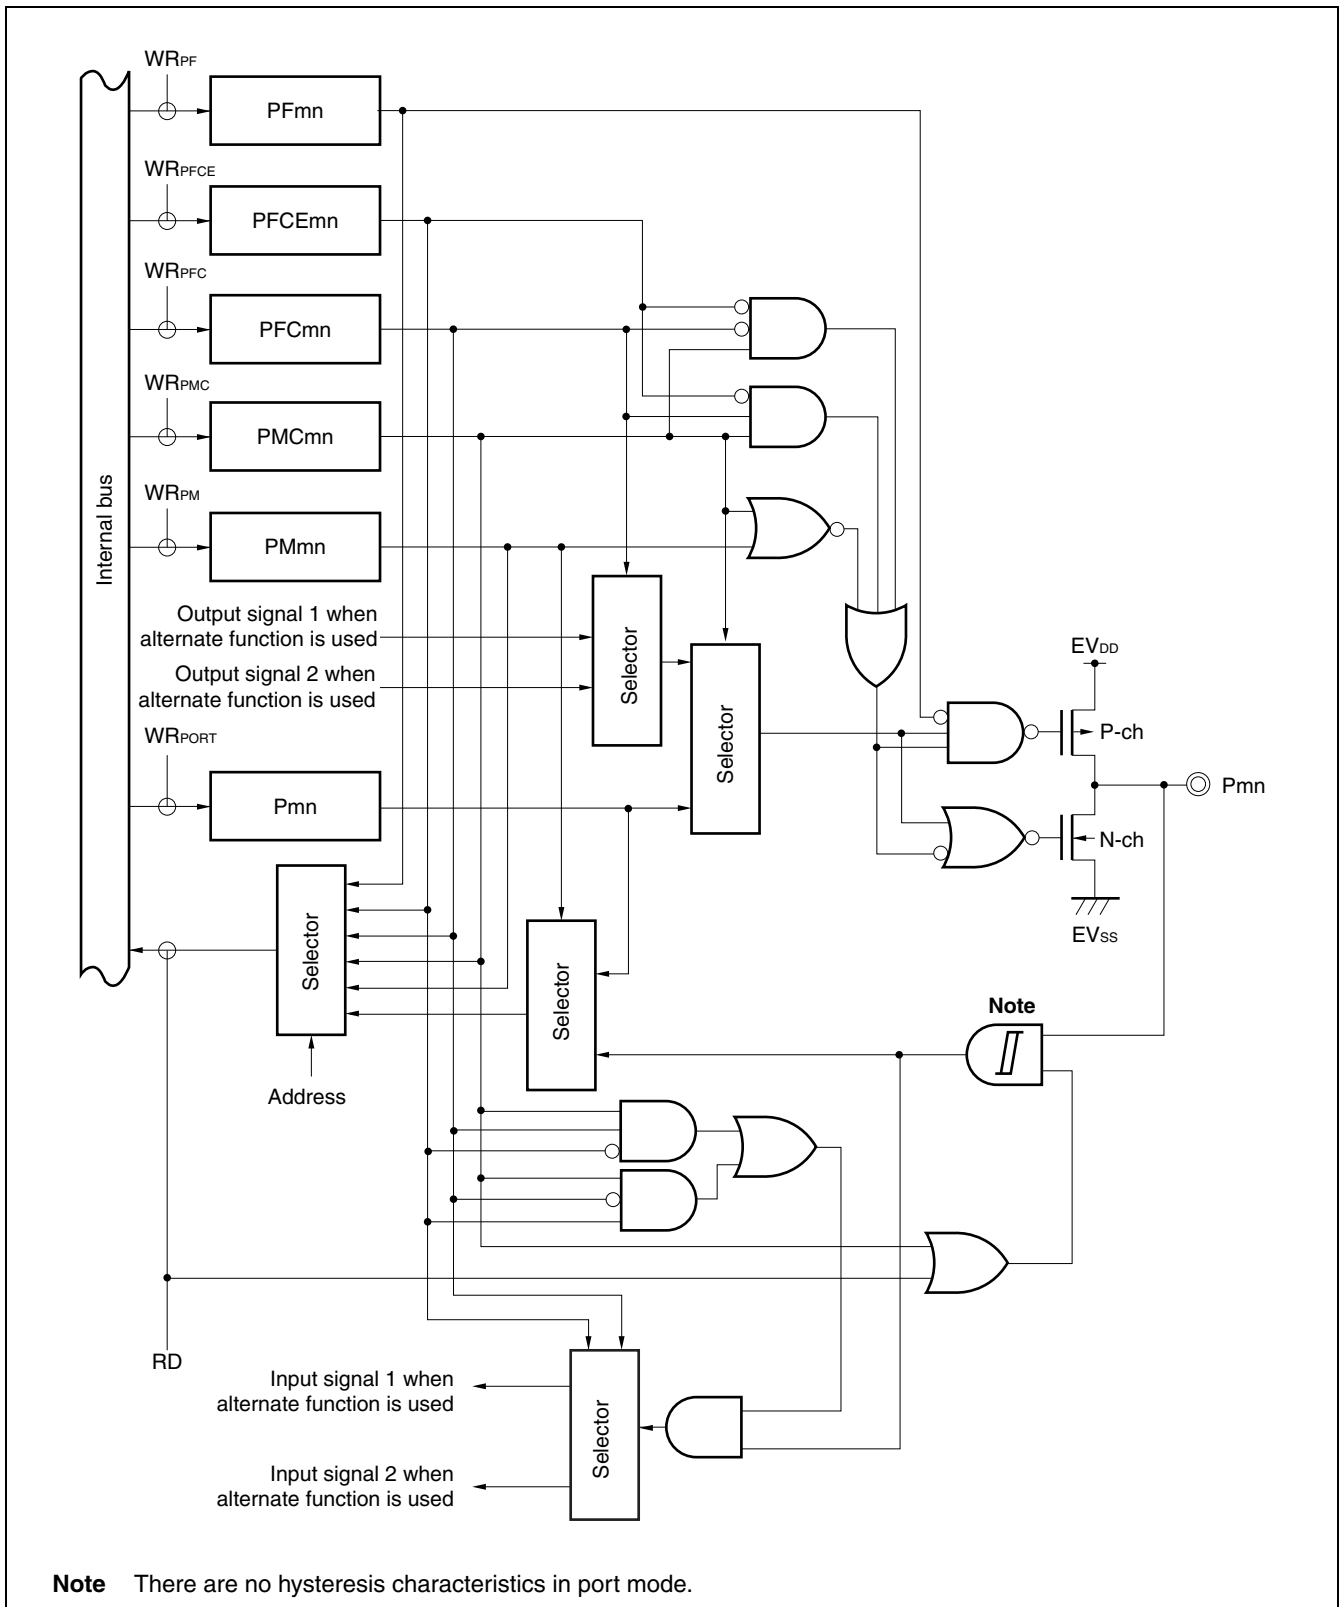 WRPF
PFmn
WRPFCE
PFCEmn
WRPFC
PFCmn
WRPMC
PMCmn
WRPM
PMmn
Internal bus
Output signal 1 when
alternate function is used
Output signal 2 when
alternate function is used
Selector
Selector
WRPORT
Pmn
EVDD
P-ch
Pmn
N-ch
EVSS
Selector
Address
Selector
Note
RD
Input signal 1 when
alternate function is used
Input signal 2 when
alternate function is used
Selector
Note There are no hysteresis characteristics in port mode.